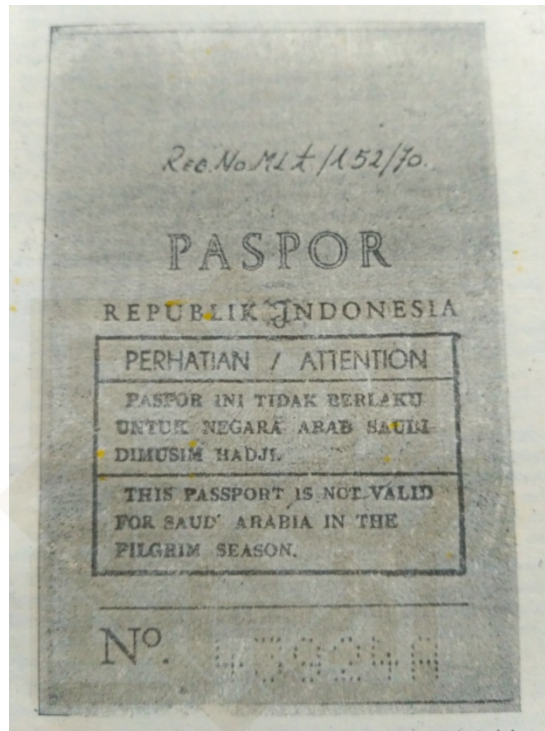 Reg. No MLt/152/70.
PASPOR
REPUBLIK INDONESIA
PERHATIAN / ATTENTION
PASPOR INI TIDAK BERLAKU
UNTUK NEGARA ARAB SAUDI
DIMUSIM HADJI.
THIS PASSPORT IS NOT VALID
FOR SAUDI ARABIA IN THE
PILGRIM SEASON.
No.